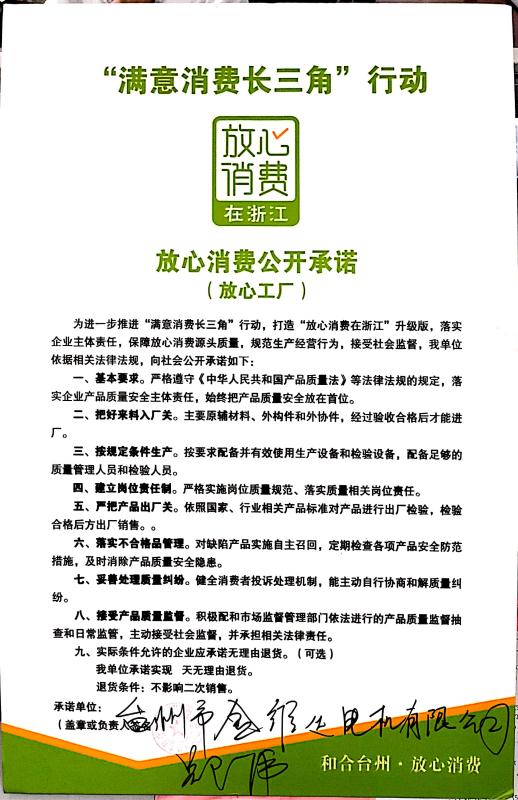 “满意消费长三角”行动
放心
消费
在浙江
放心消费公开承诺
(放心工厂)
为进一步推进“满意消费长三角”行动，打造“放心消费在浙江”升级版，落实
企业主体责任，保障放心消费源头质量，规范生产经营行为，接受社会监督，我单位
依据相关法律法规，向社会公开承诺如下：
一、基本要求。严格遵守《中华人民共和国产品质量法》等法律法规的规定，落
实企业产品质量安全主体责任，始终把产品质量安全放在首位。
二、把好来料入厂关。主要原辅材料、外构件和外协件，经过验收合格后才能进
厂。
三、按规定条件生产。按要求配备并有效使用生产设备和检验设备，配备足够的
质量管理人员和检验人员。
四、建立岗位责任制。严格实施岗位质量规范、落实质量相关岗位责任。
五、严把产品出厂关。依照国家、行业相关产品标准对产品进行出厂检验，检验
合格后方出厂销售。。
六、落实不合格品管理。对缺陷产品实施自主召回，定期检查各项产品安全防范
措施，及时消除产品质量安全隐患。
七、妥善处理质量纠纷。健全消费者投诉处理机制，能主动自行协商和解质量纠
纷。
八、接受产品质量监督。积极配和市场监督管理部门依法进行的产品质量监督抽
查和日常监管，主动接受社会监督，并承担相关法律责任。
九、实际条件允许的企业应承诺无理由退货。(可选)
我单位承诺实现 天无理由退货。
退货条件：不影响二次销售。
承诺单位：
台州市金 达电机有限公司
(盖章或负责人签名
伟
和合台州·放心消费